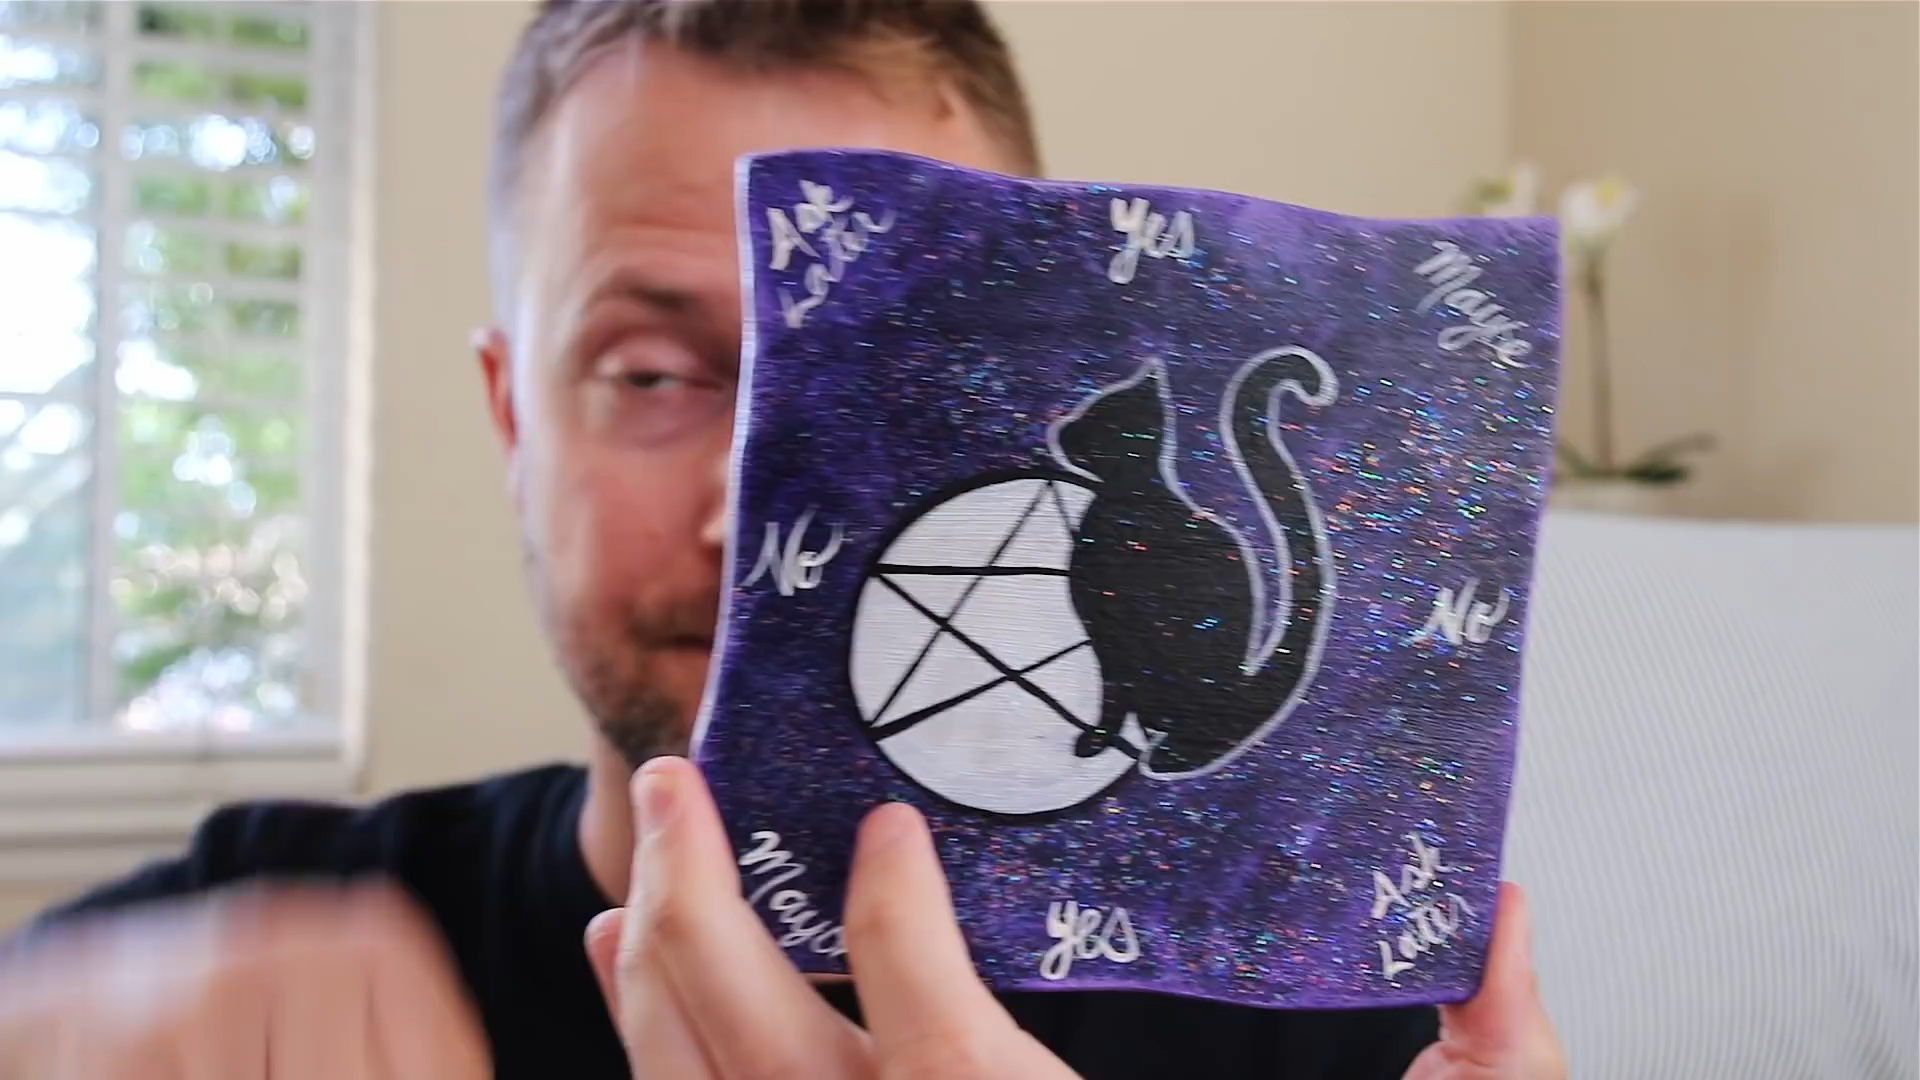 Ask
Later
Yes
Maybe
No
No
Maybe
Yes
Ask
Later